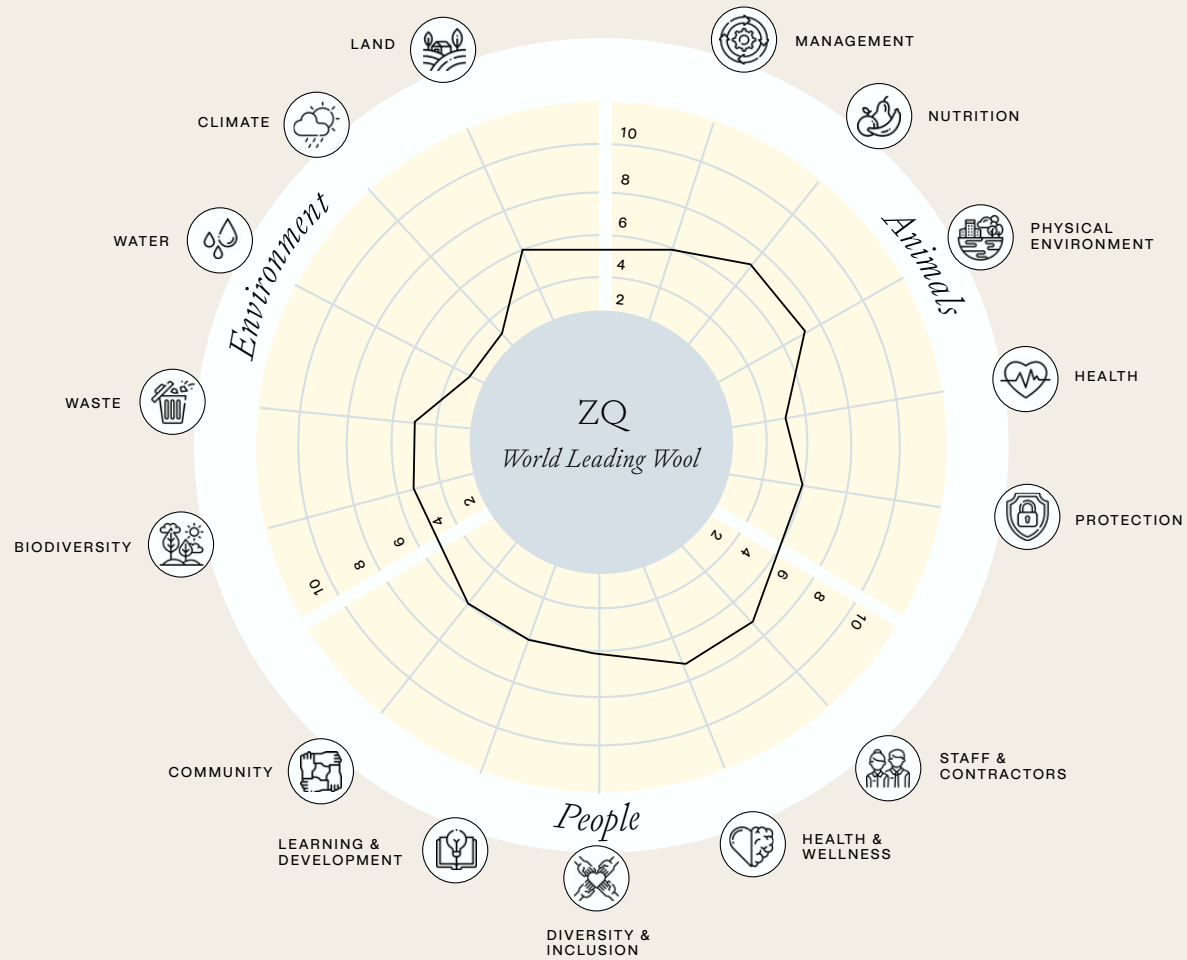 LAND
MANAGEMENT
CLIMATE
NUTRITION
10
8
6
4
2
WATER
Environment
Animals
PHYSICAL
ENVIRONMENT
WASTE
HEALTH
ZQ
World Leading Wool
BIODIVERSITY
PROTECTION
2
4
6
8
10
2
4
6
8
10
COMMUNITY
STAFF &
CONTRACTORS
People
LEARNING &
DEVELOPMENT
HEALTH &
WELLNESS
DIVERSITY &
INCLUSION